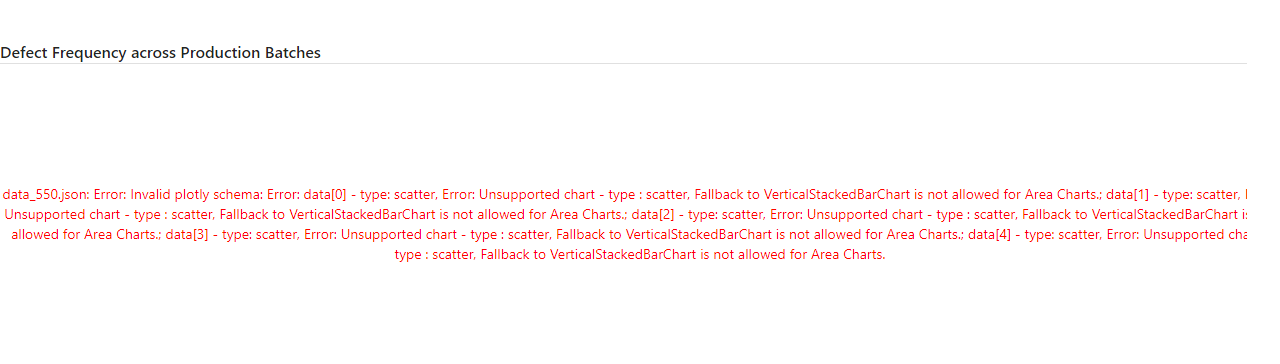 Defect Frequency across Production Batches
data_550.json: Error: Invalid plotly schema: Error: data[0] - type: scatter, Error: Unsupported chart - type : scatter, Fallback to VerticalStackedBarChart is not allowed for Area Charts.; data[1] - type: scatter,
Unsupported chart - type : scatter, Fallback to VerticalStackedBarChart is not allowed for Area Charts.; data[2] - type: scatter, Error: Unsupported chart - type : scatter, Fallback to VerticalStackedBarChart
allowed for Area Charts.; data[3] - type: scatter, Error: Unsupported chart - type : scatter, Fallback to VerticalStackedBarChart is not allowed for Area Charts.; data[4] - type: scatter, Error: Unsupported
type : scatter, Fallback to VerticalStackedBarChart is not allowed for Area Charts.